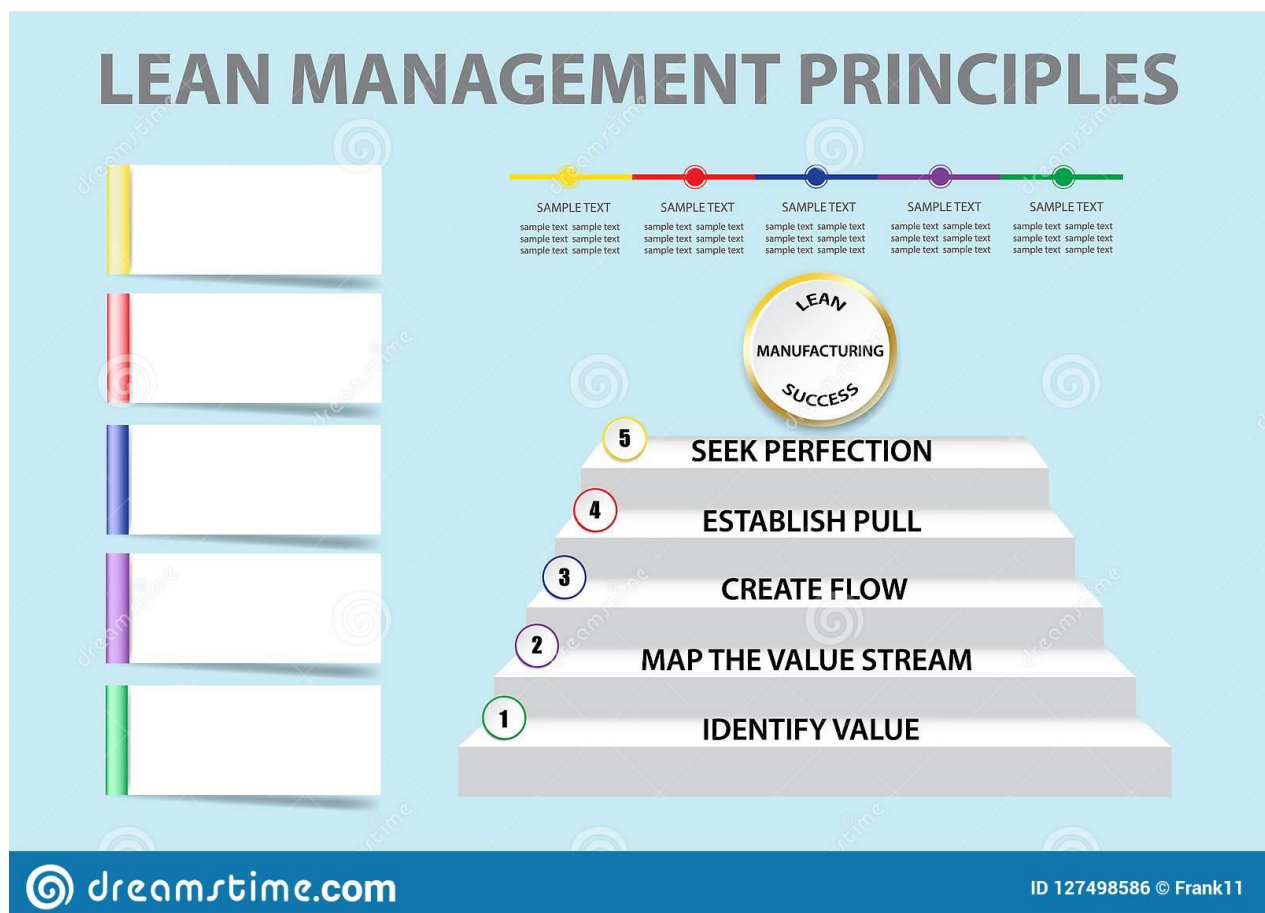 LEAN MANAGEMENT PRINCIPLES
SAMPLE TEXT SAMPLE TEXT SAMPLE TEXT SAMPLE TEXT SAMPLE TEXT
sample text sample text sample text sample text sample text sample text sample text sample text sample text sample text
sample text sample text sample text sample text sample text sample text sample text sample text sample text sample text
sample text sample text sample text sample text sample text sample text sample text sample text sample text sample text
LEAN
MANUFACTURING
SUCCESS
5 SEEK PERFECTION
4 ESTABLISH PULL
3 CREATE FLOW
2 MAP THE VALUE STREAM
1 IDENTIFY VALUE
dreamstime.com
ID 127498586 © Frank11